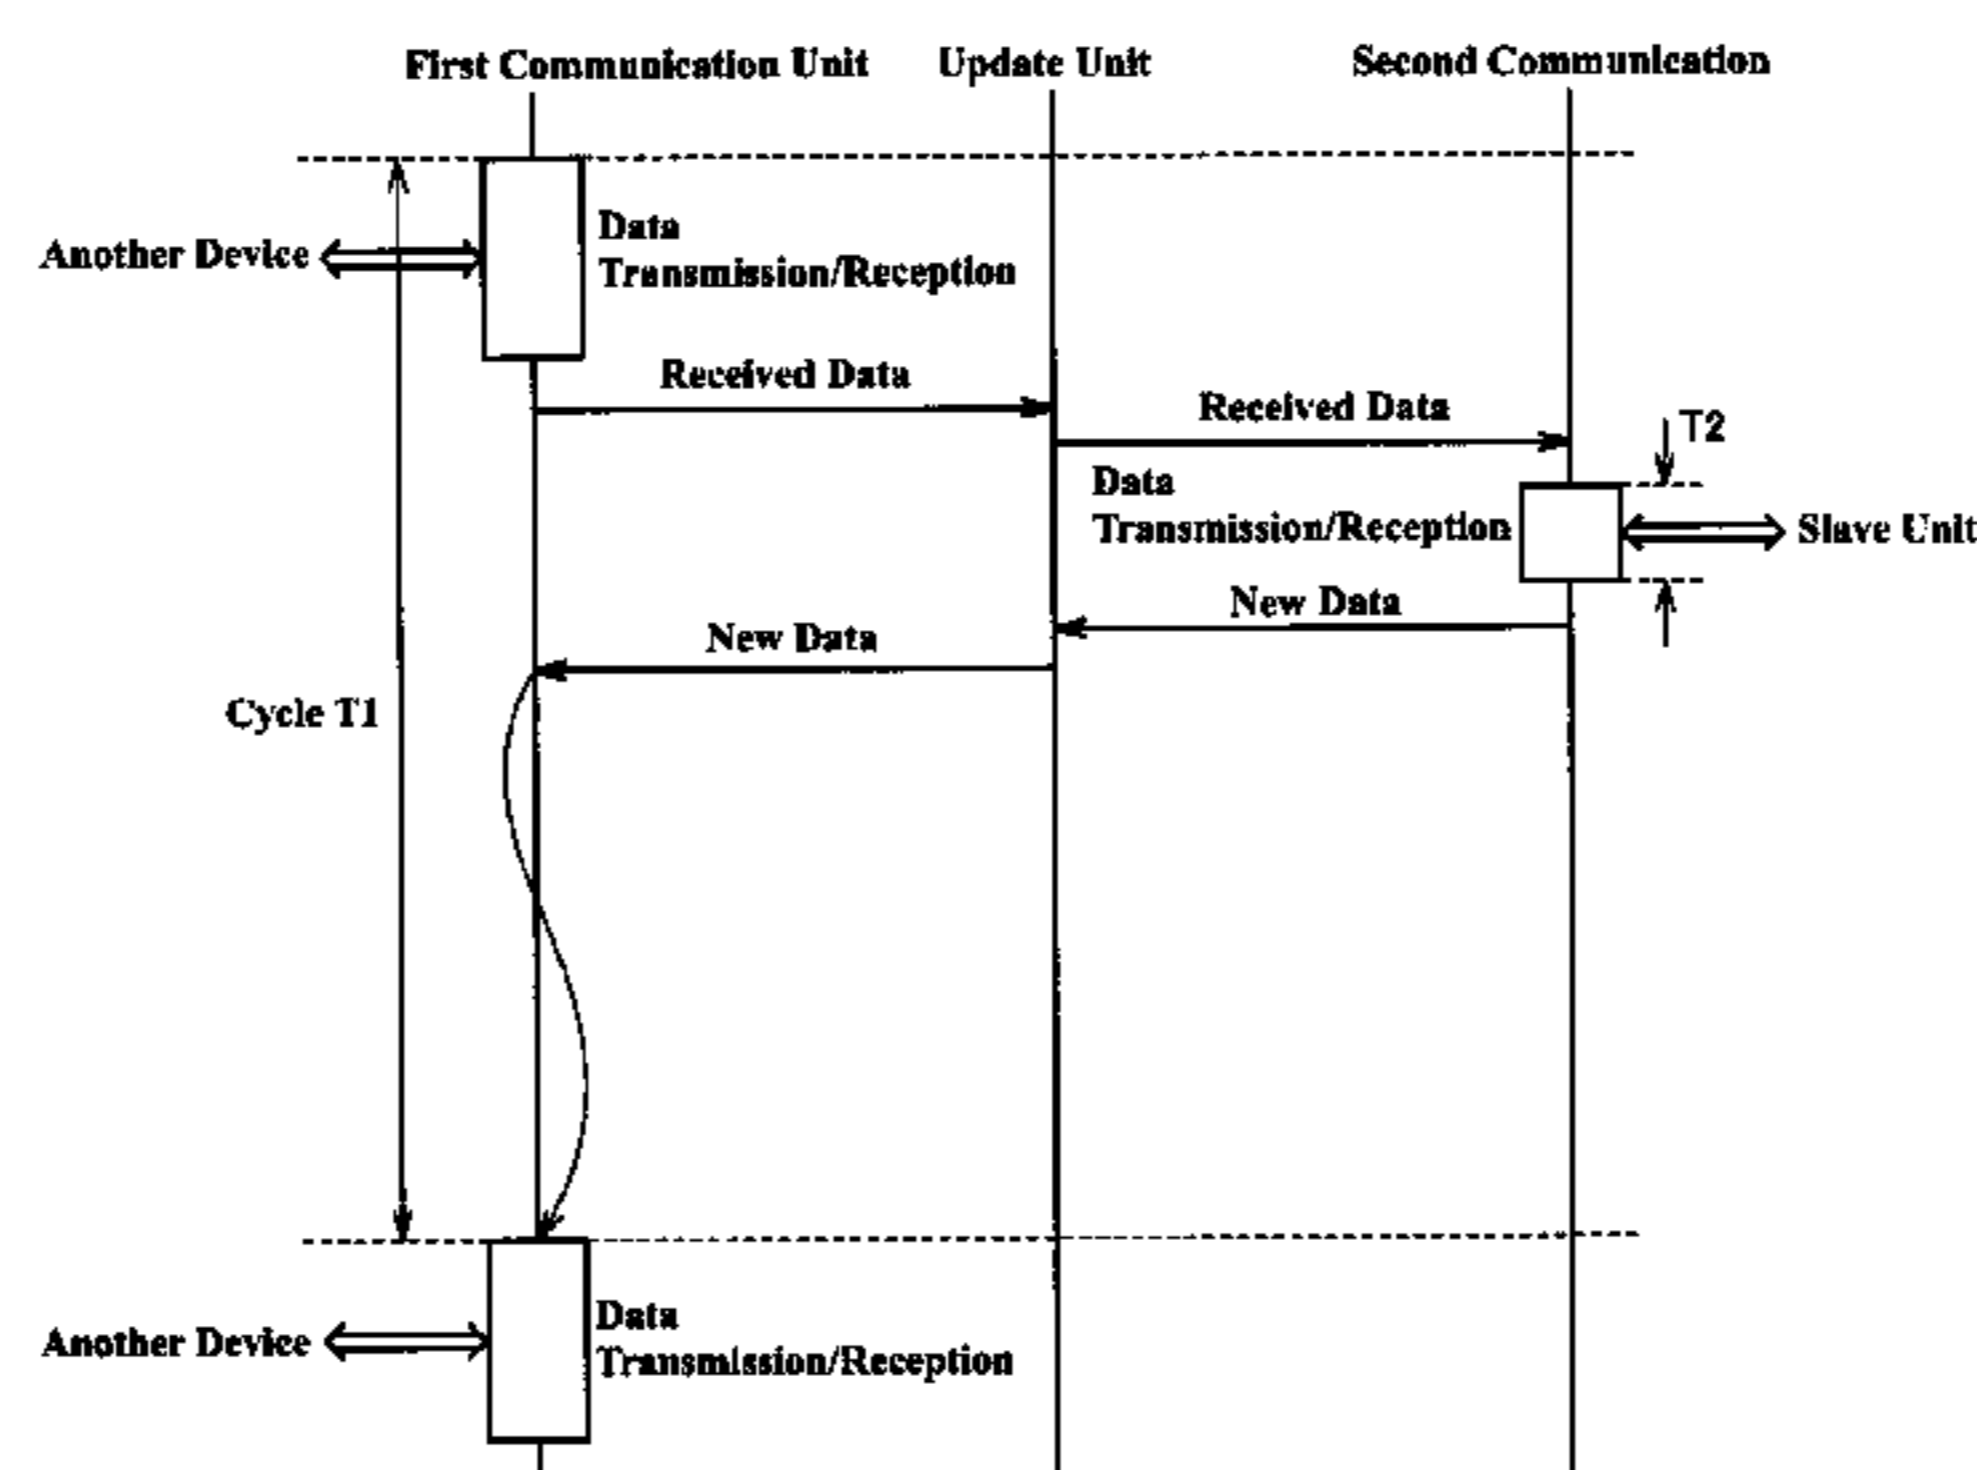 First Communication Unit
Update Unit
Second Communication
Another Device
Data
Transmission/Reception
Received Data
Received Data
T2
Data
Transmission/Reception
Slave Unit
New Data
New Data
Cycle T1
Another Device
Data
Transmission/Reception